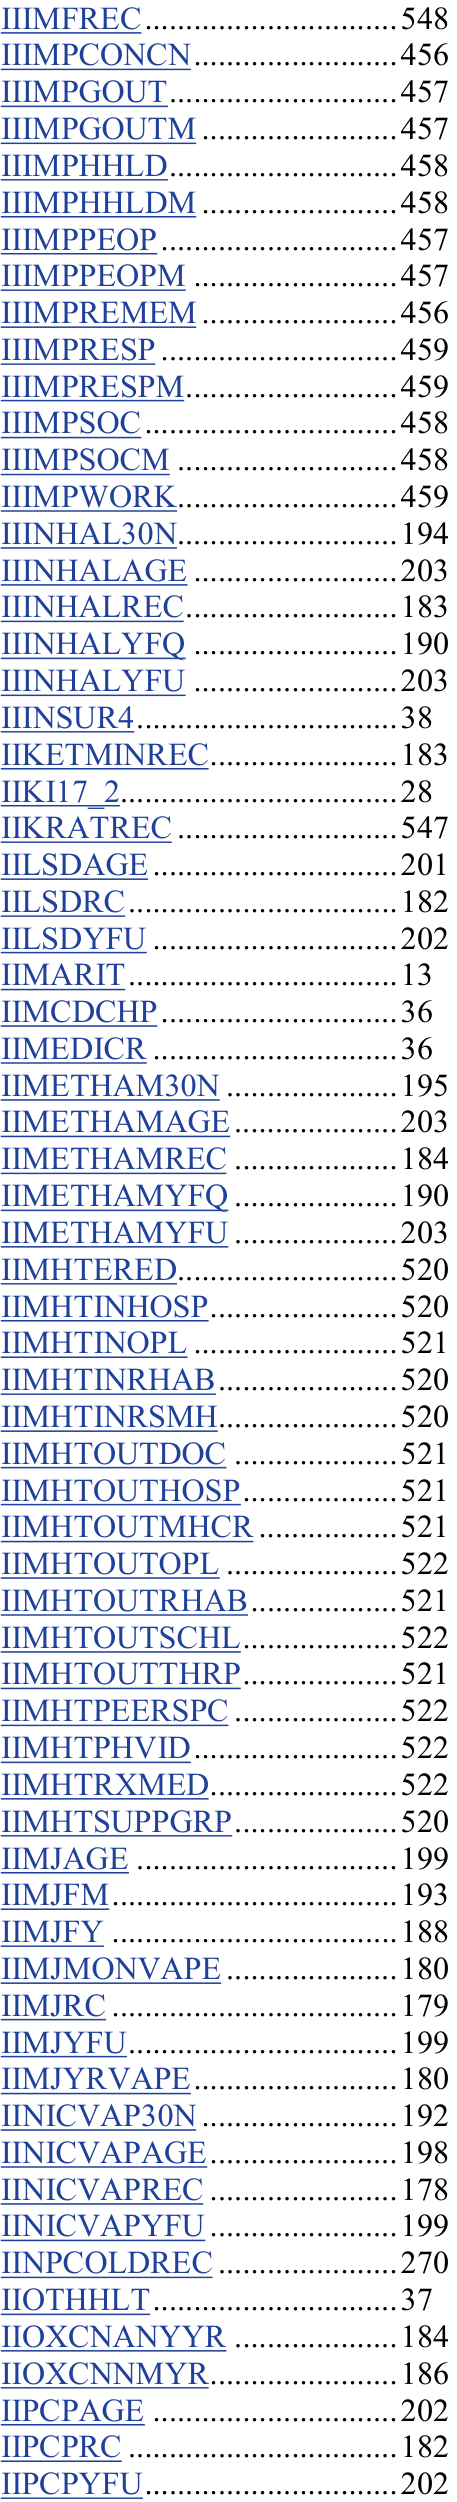 IIIMFREC..................................548
IIIMPCONCN............................456
IIIMPGOUT...............................457
IIIMPGOUTM ...........................457
IIIMPHHLD...............................458
IIIMPHHLDM ...........................458
IIIMPPEOP ................................457
IIIMPPEOPM ............................457
IIIMPREMEM ...........................456
IIIMPRESP ................................459
IIIMPRESPM.............................459
IIIMPSOC..................................458
IIIMPSOCM ..............................458
IIIMPWORK..............................459
IIINHAL30N..............................194
IIINHALAGE ............................203
IIINHALREC.............................183
IIINHALYFQ ............................190
IIINHALYFU ............................203
IIINSUR4...................................38
IIKETMINREC..........................183
IIKI17_2.....................................28
IIKRATREC ..............................547
IILSDAGE .................................201
IILSDRC....................................182
IILSDYFU .................................202
IIMARIT....................................13
IIMCDCHP ................................36
IIMEDICR .................................36
IIMETHAM30N ........................195
IIMETHAMAGE.......................203
IIMETHAMREC .......................184
IIMETHAMYFQ .......................190
IIMETHAMYFU .......................203
IIMHTERED..............................520
IIMHTINHOSP..........................520
IIMHTINOPL ............................521
IIMHTINRHAB.........................520
IIMHTINRSMH.........................520
IIMHTOUTDOC .......................521
IIMHTOUTHOSP......................521
IIMHTOUTMHCR ....................521
IIMHTOUTOPL ........................522
IIMHTOUTRHAB.....................521
IIMHTOUTSCHL......................522
IIMHTOUTTHRP......................521
IIMHTPEERSPC .......................522
IIMHTPHVID............................522
IIMHTRXMED..........................522
IIMHTSUPPGRP.......................520
IIMJAGE ...................................199
IIMJFM......................................193
IIMJFY ......................................188
IIMJMONVAPE ........................180
IIMJRC ......................................179
IIMJYFU....................................199
IIMJYRVAPE............................180
IINICVAP30N ...........................192
IINICVAPAGE..........................198
IINICVAPREC ..........................178
IINICVAPYFU ..........................199
IINPCOLDREC .........................270
IIOTHHLT.................................37
IIOXCNANYYR .......................184
IIOXCNNMYR..........................186
IIPCPAGE .................................202
IIPCPRC ....................................182
IIPCPYFU..................................202